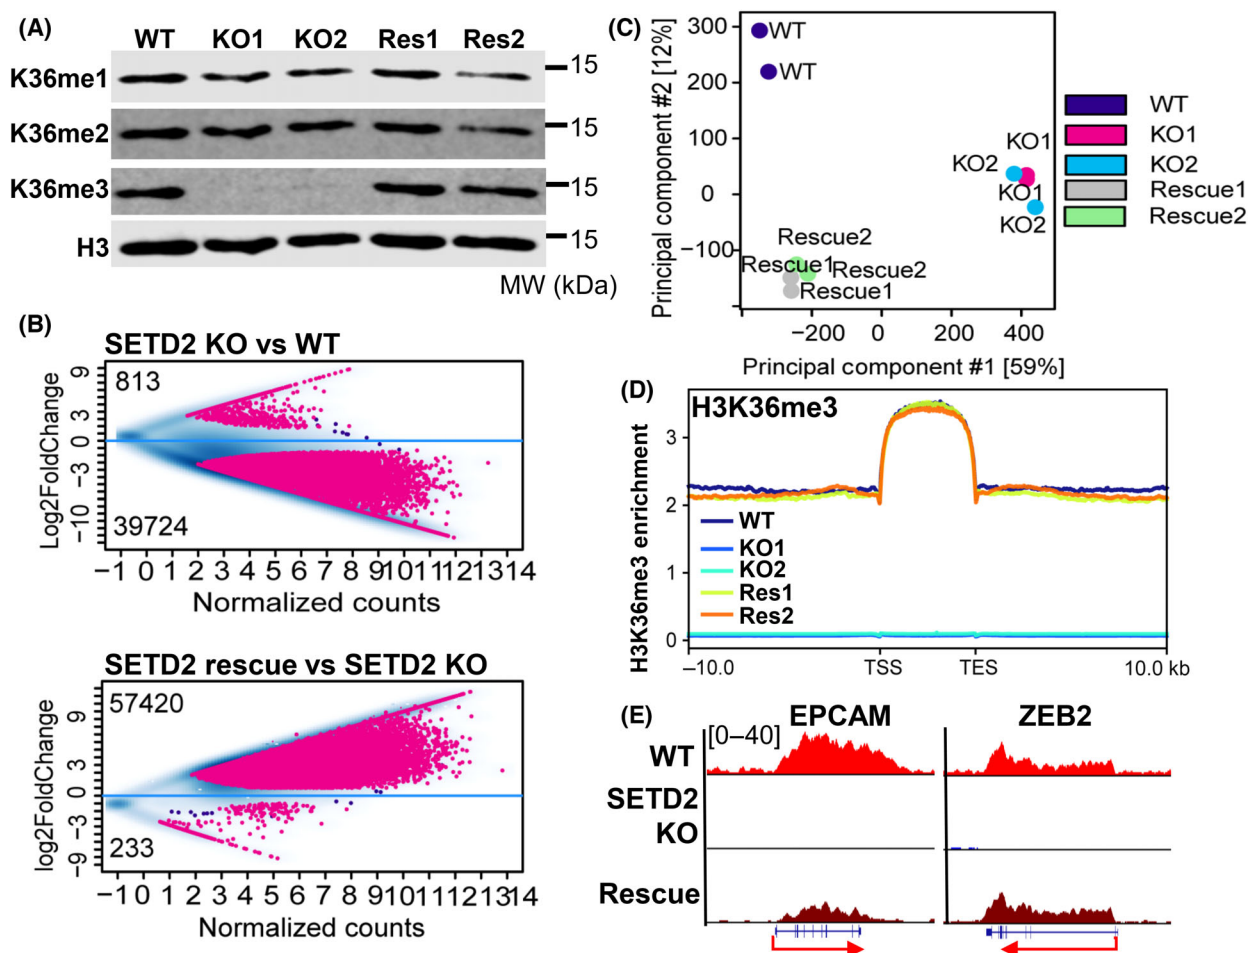 (A)
WT KO1 KO2 Res1 Res2
K36me1
15
K36me2
15
K36me3
15
H3
15
MW (kDa)
(B)
SETD2 KO vs WT
813
39724
Log2FoldChange
9
3
0
−3
−10
−1 0 1 2 3 4 5 6 7 8 9 10 11 12 13 14
Normalized counts
SETD2 rescue vs SETD2 KO
57420
233
log2FoldChange
9
3
0
−3
−9
−1 0 1 2 3 4 5 6 7 8 9 10 11 12 13 14
Normalized counts
(C)
Principal component #2 [12%]
300
200
100
0
−100
WT
WT
KO1
KO2
KO1
KO2
Rescue2
Rescue1
Rescue2
Rescue1
−200 0 200 400
Principal component #1 [59%]
WT
KO1
KO2
Rescue1
Rescue2
(D)
H3K36me3
H3K36me3 enrichment
3
2
1
0
WT
KO1
KO2
Res1
Res2
−10.0 TSS TES 10.0 kb
(E)
EPCAM ZEB2
[0−40]
WT
SETD2
KO
Rescue